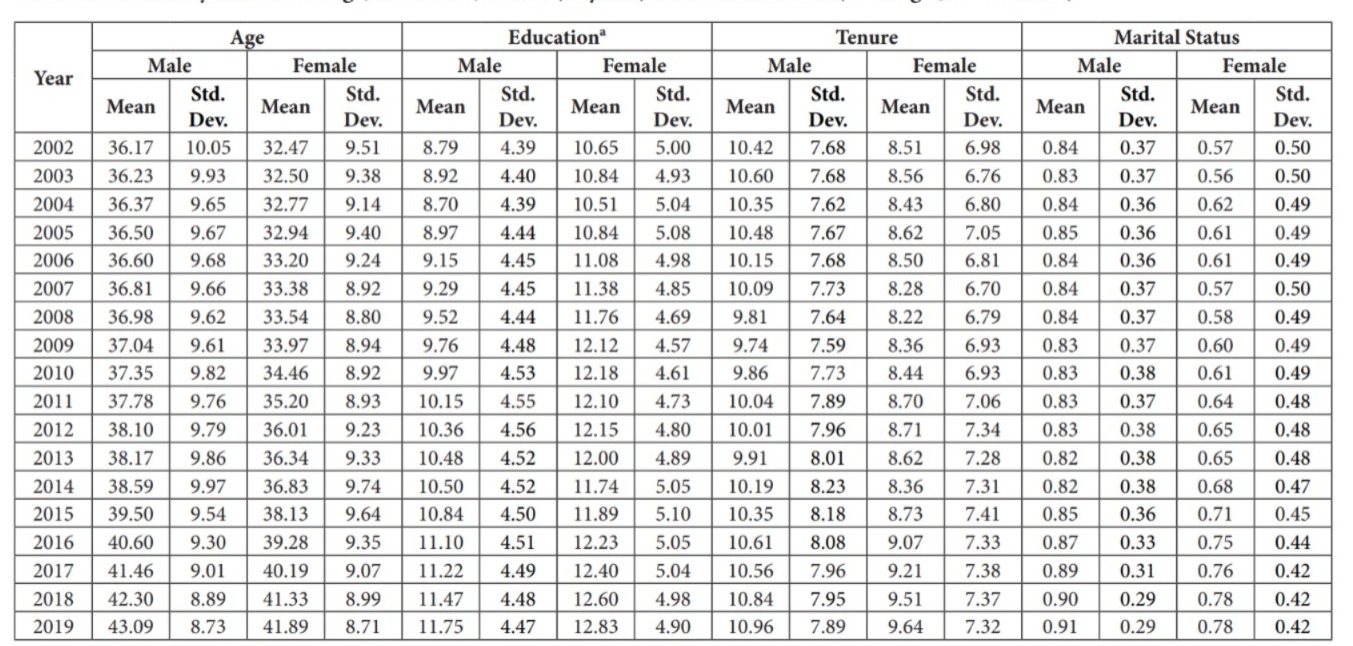 Age Educationª Tenure Marital Status
Year Male Female Male Female Male Female Male Female
Mean Std. Dev. Mean Std. Dev. Mean Std. Dev. Mean Std. Dev. Mean Std. Dev. Mean Std. Dev. Mean Std. Dev. Mean Std. Dev.
2002 36.17 10.05 32.47 9.51 8.79 4.39 10.65 5.00 10.42 7.68 8.51 6.98 0.84 0.37 0.57 0.50
2003 36.23 9.93 32.50 9.38 8.92 4.40 10.84 4.93 10.60 7.68 8.56 6.76 0.83 0.37 0.56 0.50
2004 36.37 9.65 32.77 9.14 8.70 4.39 10.51 5.04 10.35 7.62 8.43 6.80 0.84 0.36 0.62 0.49
2005 36.50 9.67 32.94 9.40 8.97 4.44 10.84 5.08 10.48 7.67 8.62 7.05 0.85 0.36 0.61 0.49
2006 36.60 9.68 33.20 9.24 9.15 4.45 11.08 4.98 10.15 7.68 8.50 6.81 0.84 0.36 0.61 0.49
2007 36.81 9.66 33.38 8.92 9.29 4.45 11.38 4.85 10.09 7.73 8.28 6.70 0.84 0.37 0.57 0.50
2008 36.98 9.62 33.54 8.80 9.52 4.44 11.76 4.69 9.81 7.64 8.22 6.79 0.84 0.37 0.58 0.49
2009 37.04 9.61 33.97 8.94 9.76 4.48 12.12 4.57 9.74 7.59 8.36 6.93 0.83 0.37 0.60 0.49
2010 37.35 9.82 34.46 8.92 9.97 4.53 12.18 4.61 9.86 7.73 8.44 6.93 0.83 0.38 0.61 0.49
2011 37.78 9.76 35.20 8.93 10.15 4.55 12.10 4.73 10.04 7.89 8.70 7.06 0.83 0.37 0.64 0.48
2012 38.10 9.79 36.01 9.23 10.36 4.56 12.15 4.80 10.01 7.96 8.71 7.34 0.83 0.38 0.65 0.48
2013 38.17 9.86 36.34 9.33 10.48 4.52 12.00 4.89 9.91 8.01 8.62 7.28 0.82 0.38 0.65 0.48
2014 38.59 9.97 36.83 9.74 10.50 4.52 11.74 5.05 10.19 8.23 8.36 7.31 0.82 0.38 0.68 0.47
2015 39.50 9.54 38.13 9.64 10.84 4.50 11.89 5.10 10.35 8.18 8.73 7.41 0.85 0.36 0.71 0.45
2016 40.60 9.30 39.28 9.35 11.10 4.51 12.23 5.05 10.61 8.08 9.07 7.33 0.87 0.33 0.75 0.44
2017 41.46 9.01 40.19 9.07 11.22 4.49 12.40 5.04 10.56 7.96 9.21 7.38 0.89 0.31 0.76 0.42
2018 42.30 8.89 41.33 8.99 11.47 4.48 12.60 4.98 10.84 7.95 9.51 7.37 0.90 0.29 0.78 0.42
2019 43.09 8.73 41.89 8.71 11.75 4.47 12.83 4.90 10.96 7.89 9.64 7.32 0.91 0.29 0.78 0.42